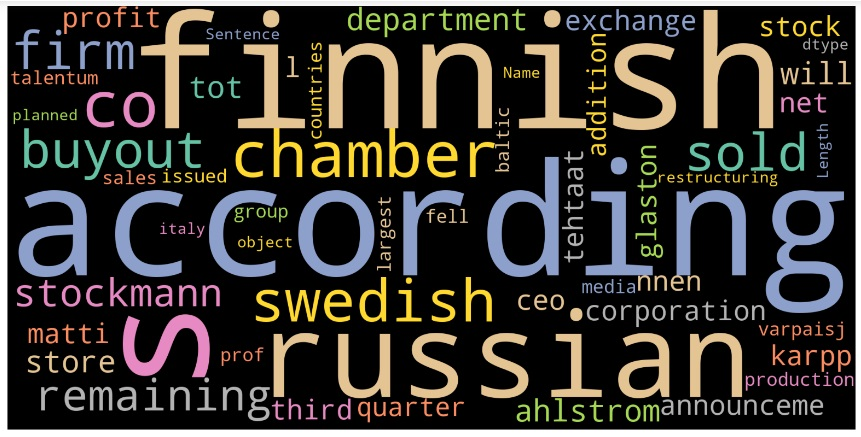 profit
finnish
department
exchange
stock
firm
Sentence
dtype
talentum
l
countries
Name
addition
will
tot
co
net
planned
buyout
chamber
baltic
sold
Length
sales
issued
restructuring
according
tehtaat
glaston
group
largest
fell
italy
object
stockmann
swedish
ceo
media
nnen
corporation
matti
s
russian
varpaisj
store
prof
karpp
production
remaining
third
quarter
ahlstrom
announceme